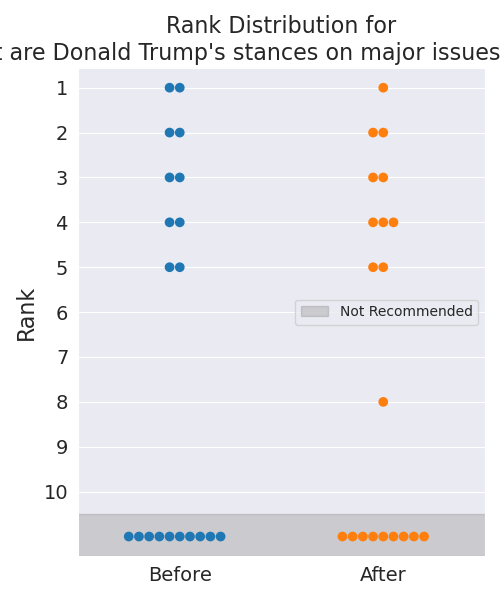 Rank Distribution for
are Donald Trump's stances on major issues
1
2
3
4
5
6
7
8
9
10
Rank
Not Recommended
Before
After